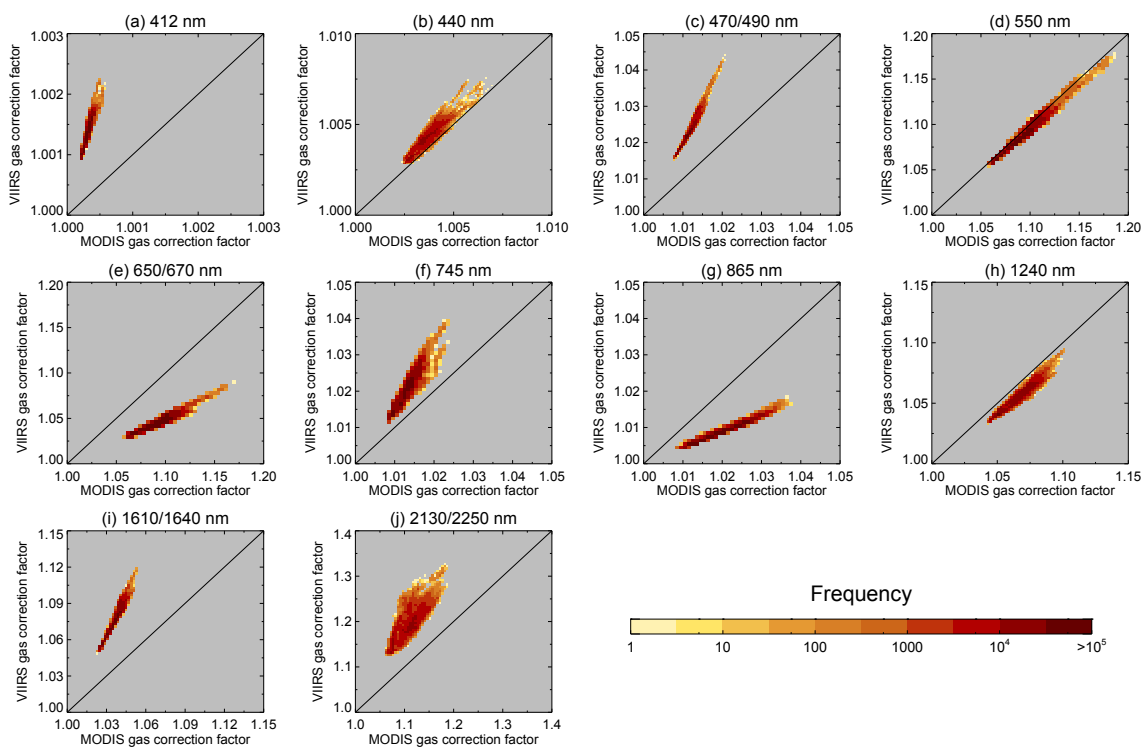 (a) 412 nm
VIIRS gas correction factor
1.003
1.002
1.001
1.000
1.000 1.001 1.002 1.003
MODIS gas correction factor
(b) 440 nm
VIIRS gas correction factor
1.010
1.005
1.000
1.000 1.005 1.010
MODIS gas correction factor
(c) 470/490 nm
VIIRS gas correction factor
1.05
1.04
1.03
1.02
1.01
1.00
1.00 1.01 1.02 1.03 1.04 1.05
MODIS gas correction factor
(d) 550 nm
VIIRS gas correction factor
1.20
1.15
1.10
1.05
1.00
1.00 1.05 1.10 1.15 1.20
MODIS gas correction factor
(e) 650/670 nm
VIIRS gas correction factor
1.20
1.15
1.10
1.05
1.00
1.00 1.05 1.10 1.15 1.20
MODIS gas correction factor
(f) 745 nm
VIIRS gas correction factor
1.05
1.04
1.03
1.02
1.01
1.00
1.00 1.01 1.02 1.03 1.04 1.05
MODIS gas correction factor
(g) 865 nm
VIIRS gas correction factor
1.05
1.04
1.03
1.02
1.01
1.00
1.00 1.01 1.02 1.03 1.04 1.05
MODIS gas correction factor
(h) 1240 nm
VIIRS gas correction factor
1.15
1.10
1.05
1.00
1.00 1.05 1.10 1.15
MODIS gas correction factor
(i) 1610/1640 nm
VIIRS gas correction factor
1.15
1.12
1.09
1.06
1.03
1.00
1.00 1.03 1.06 1.09 1.12 1.15
MODIS gas correction factor
(j) 2130/2250 nm
VIIRS gas correction factor
1.4
1.3
1.2
1.1
1.0
1.0 1.1 1.2 1.3 1.4
MODIS gas correction factor
Frequency
1 10 100 1000 10⁴ >10⁵